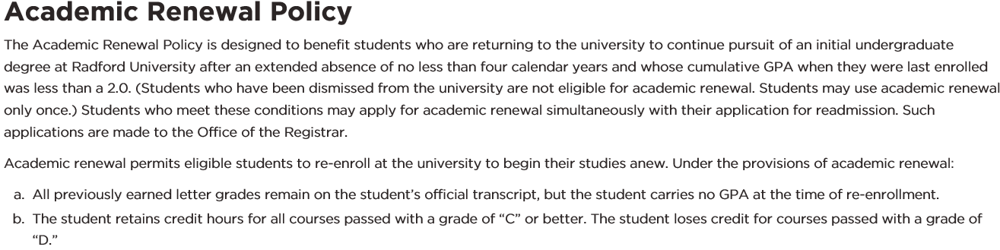 Academic Renewal Policy
The Academic Renewal Policy is designed to benefit students who are returning to the university to continue pursuit of an initial undergraduate
degree at Radford University after an extended absence of no less than four calendar years and whose cumulative GPA when they were last enrolled
was less than a 2.0. (Students who have been dismissed from the university are not eligible for academic renewal. Students may use academic renewal
only once.) Students who meet these conditions may apply for academic renewal simultaneously with their application for readmission. Such
applications are made to the Office of the Registrar.
Academic renewal permits eligible students to re-enroll at the university to begin their studies anew. Under the provisions of academic renewal:
a. All previously earned letter grades remain on the student’s official transcript, but the student carries no GPA at the time of re-enrollment.
b. The student retains credit hours for all courses passed with a grade of “C” or better. The student loses credit for courses passed with a grade of
“D.”